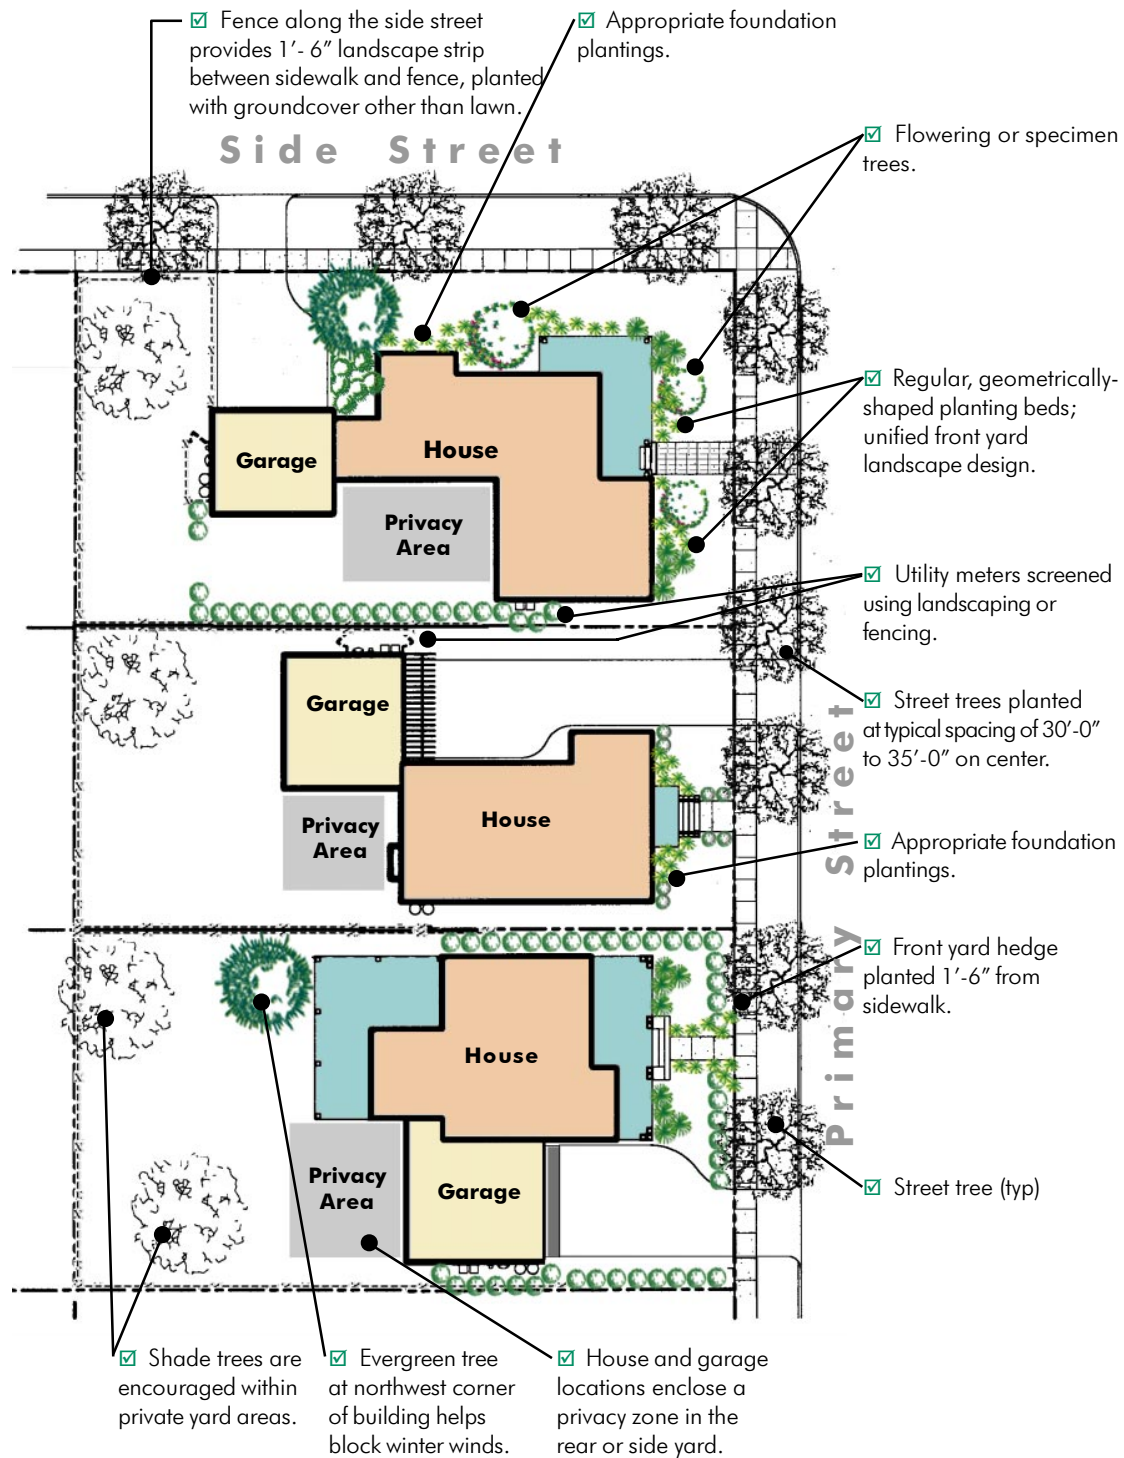 ☑ Fence along the side street
provides 1’- 6” landscape strip
between sidewalk and fence, planted
with groundcover other than lawn.
☑ Appropriate foundation
plantings.
Side Street
☑ Flowering or specimen
trees.
☑ Regular, geometrically-
shaped planting beds;
unified front yard
landscape design.
House
Garage
Privacy
Area
☑ Utility meters screened
using landscaping or
fencing.
Garage
☑ Street trees planted
at typical spacing of 30’-0”
to 35’-0” on center.
House
Privacy
Area
☑ Appropriate foundation
plantings.
Primary Street
☑ Front yard hedge
planted 1’-6” from
sidewalk.
House
Privacy
Area
Garage
☑ Street tree (typ)
☑ Shade trees are
encouraged within
private yard areas.
☑ Evergreen tree
at northwest corner
of building helps
block winter winds.
☑ House and garage
locations enclose a
privacy zone in the
rear or side yard.